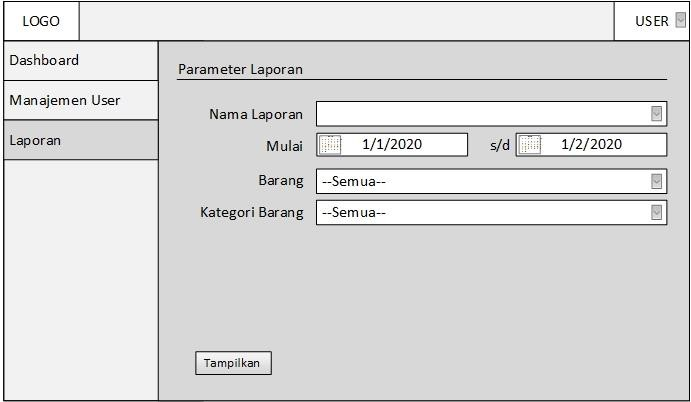 LOGO
USER
Dashboard
Manajemen User
Laporan
Parameter Laporan
Nama Laporan
Mulai 1/1/2020 s/d 1/2/2020
Barang --Semua--
Kategori Barang --Semua--
Tampilkan